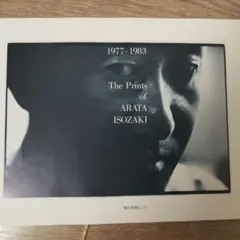 1977-1983
The Prints
of
ARATA
ISOZAKI